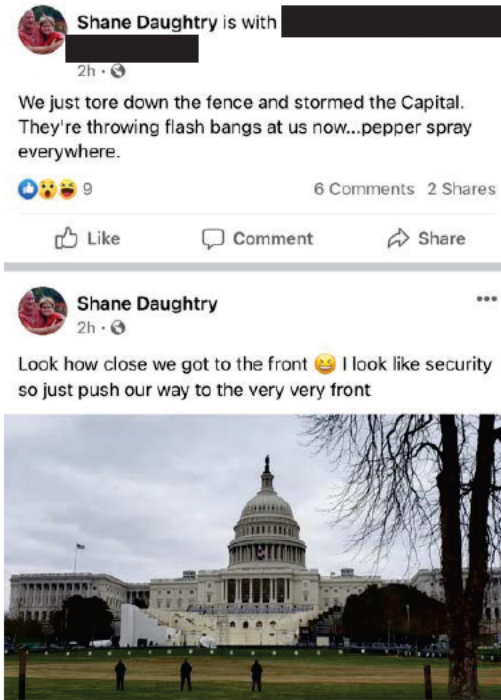 Shane Daughtry is with
2h
We just tore down the fence and stormed the Capital.
They're throwing flash bangs at us now...pepper spray
everywhere.
9 6 Comments 2 Shares
Like Comment Share
Shane Daughtry
2h
Look how close we got to the front 😆 I look like security
so just push our way to the very very front